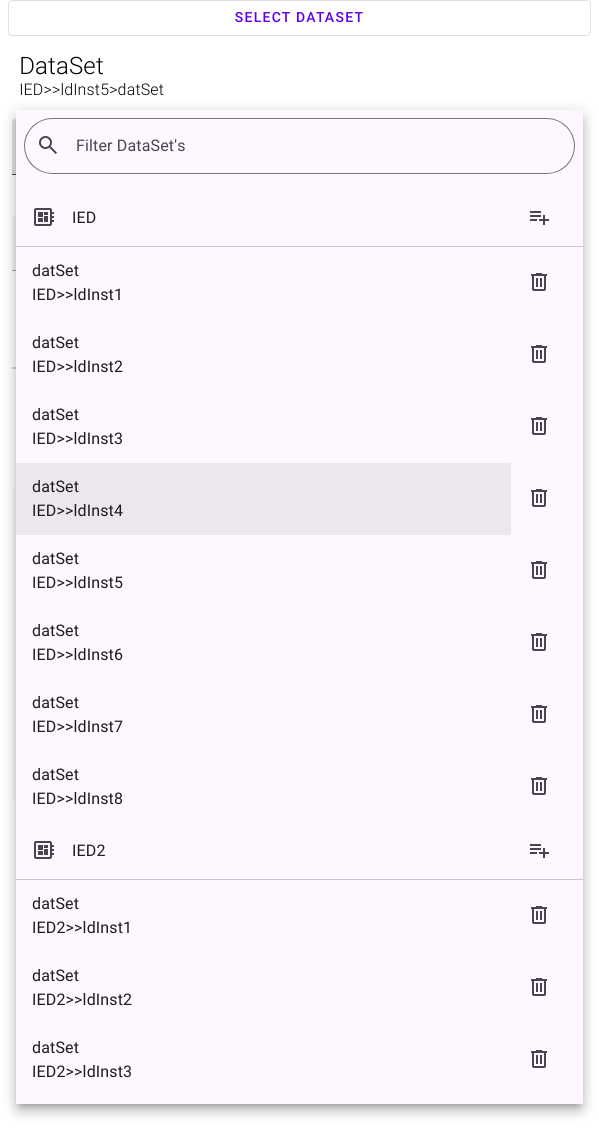 SELECT DATASET
DataSet
IED>>ldInst5>datSet
Filter DataSet's
IED
datSet
IED>>ldInst1
datSet
IED>>ldInst2
datSet
IED>>ldInst3
datSet
IED>>ldInst4
datSet
IED>>ldInst5
datSet
IED>>ldInst6
datSet
IED>>ldInst7
datSet
IED>>ldInst8
IED2
datSet
IED2>>ldInst1
datSet
IED2>>ldInst2
datSet
IED2>>ldInst3